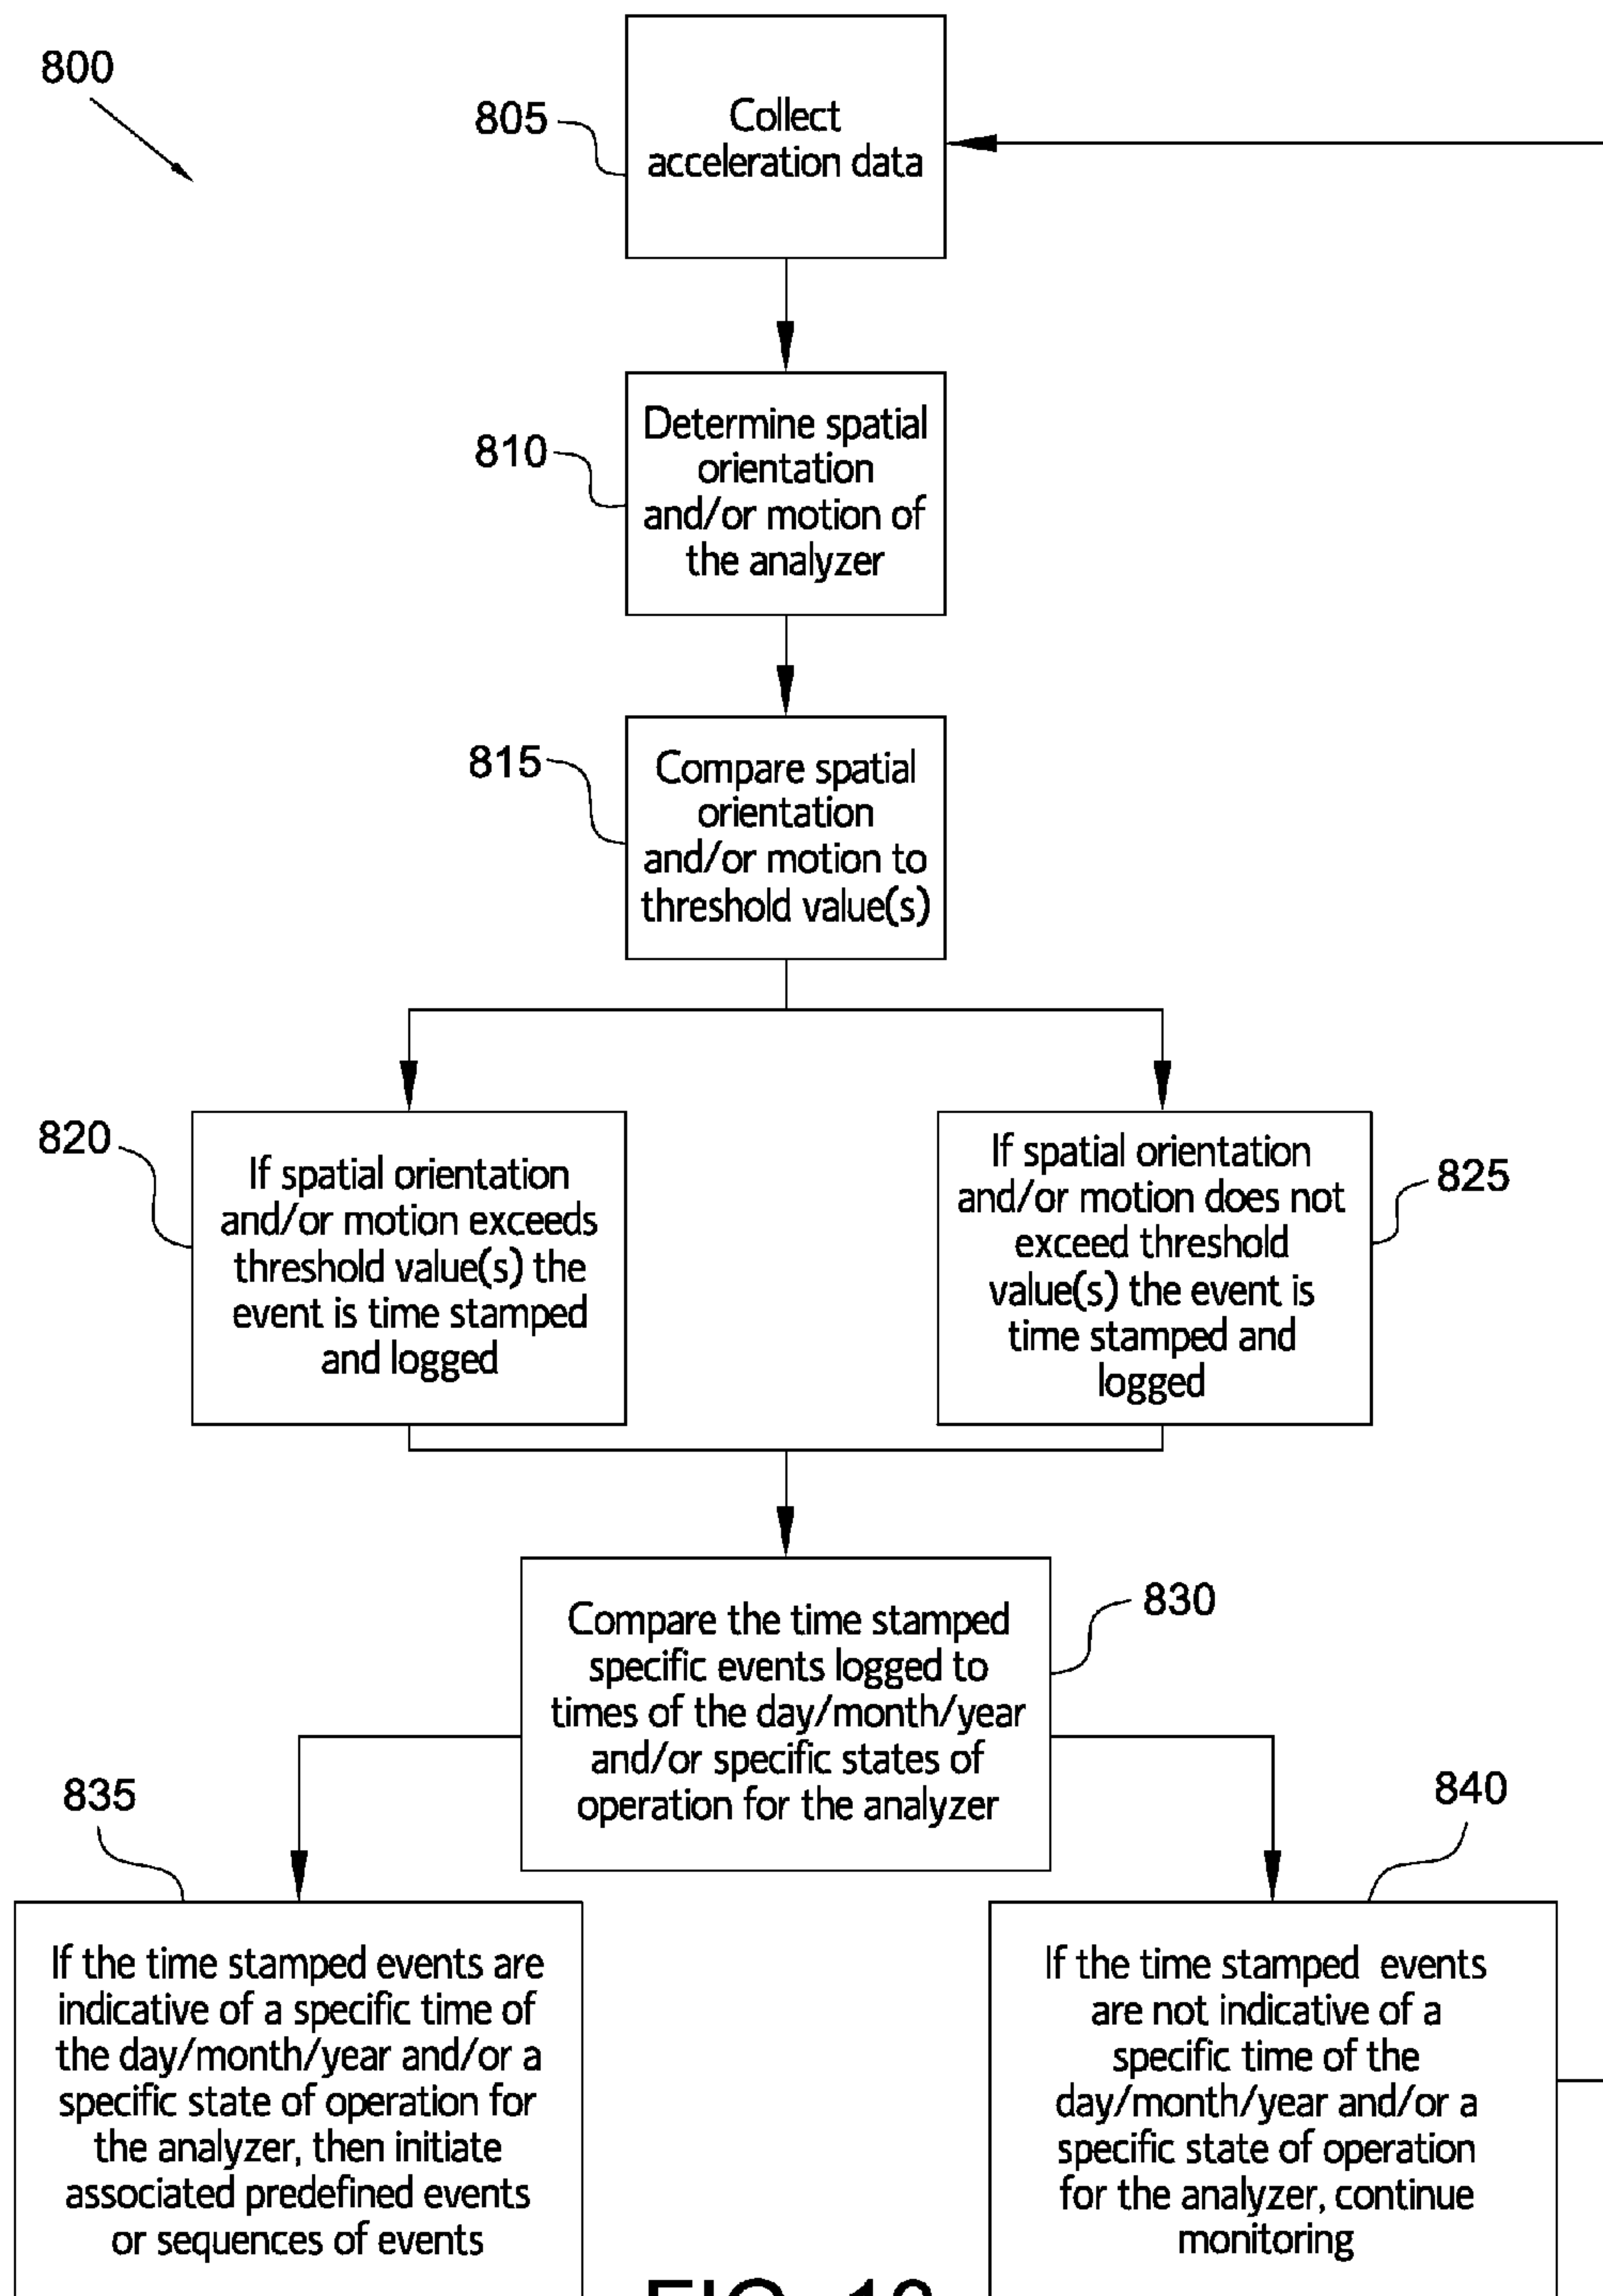 800
805
Collect
acceleration data
810
Determine spatial
orientation
and/or motion of
the analyzer
815
Compare spatial
orientation
and/or motion to
threshold value(s)
820
If spatial orientation
and/or motion exceeds
threshold value(s) the
event is time stamped
and logged
If spatial orientation
and/or motion does not
exceed threshold
value(s) the event is
time stamped and
logged
825
830
Compare the time stamped
specific events logged to
times of the day/month/year
and/or specific states of
operation for the analyzer
835
If the time stamped events are
indicative of a specific time of
the day/month/year and/or a
specific state of operation for
the analyzer, then initiate
associated predefined events
or sequences of events
840
If the time stamped events
are not indicative of a
specific time of the
day/month/year and/or a
specific state of operation
for the analyzer, continue
monitoring
FIG.